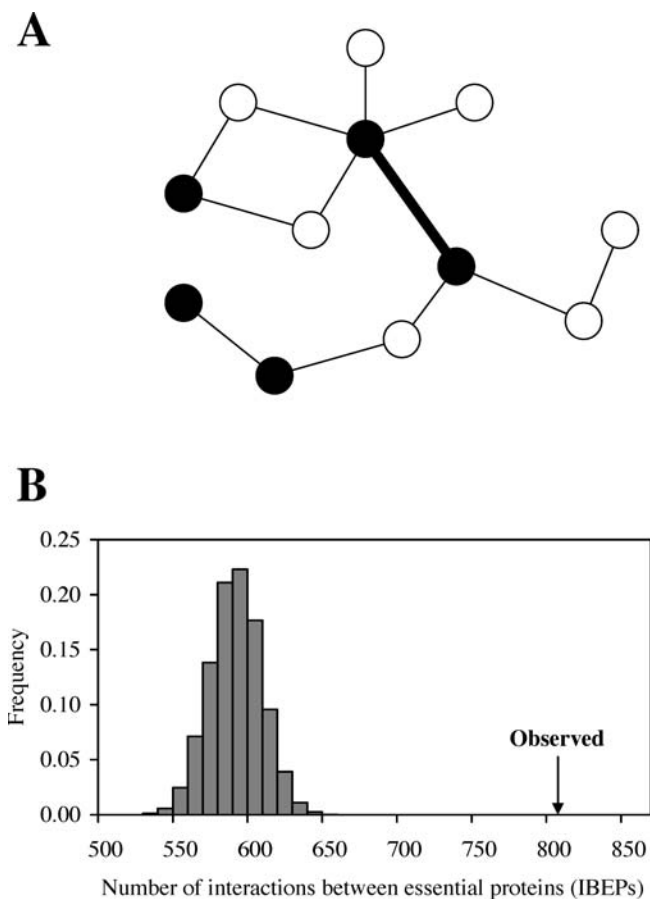 A
B
0.25
0.20
0.15
0.10
0.05
0.00
Frequency
Observed
500 550 600 650 700 750 800 850
Number of interactions between essential proteins (IBEPs)